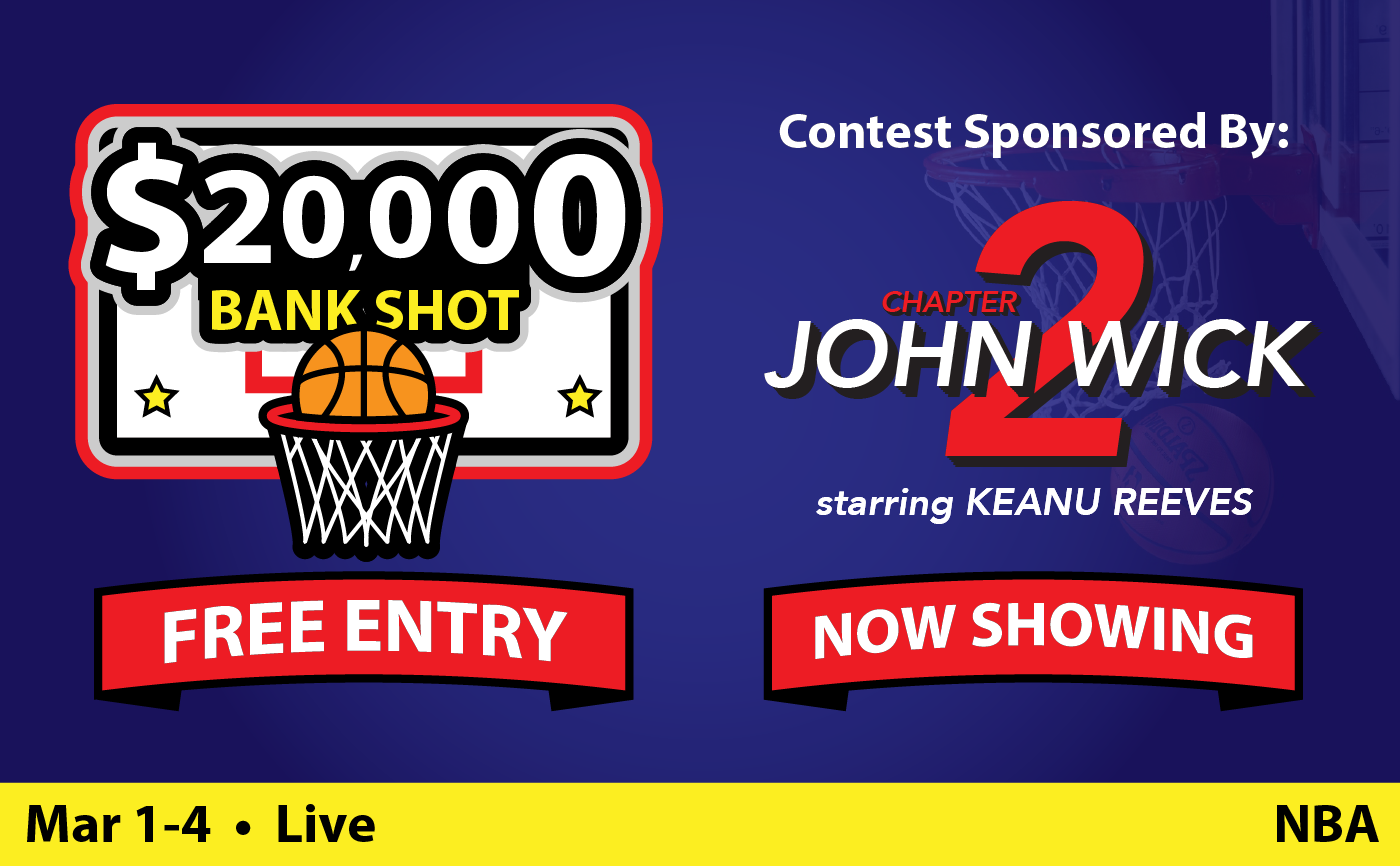 $20,000
BANK SHOT
FREE ENTRY
Contest Sponsored By:
CHAPTER 2
JOHN WICK
starring KEANU REEVES
NOW SHOWING
Mar 1-4 • Live
NBA